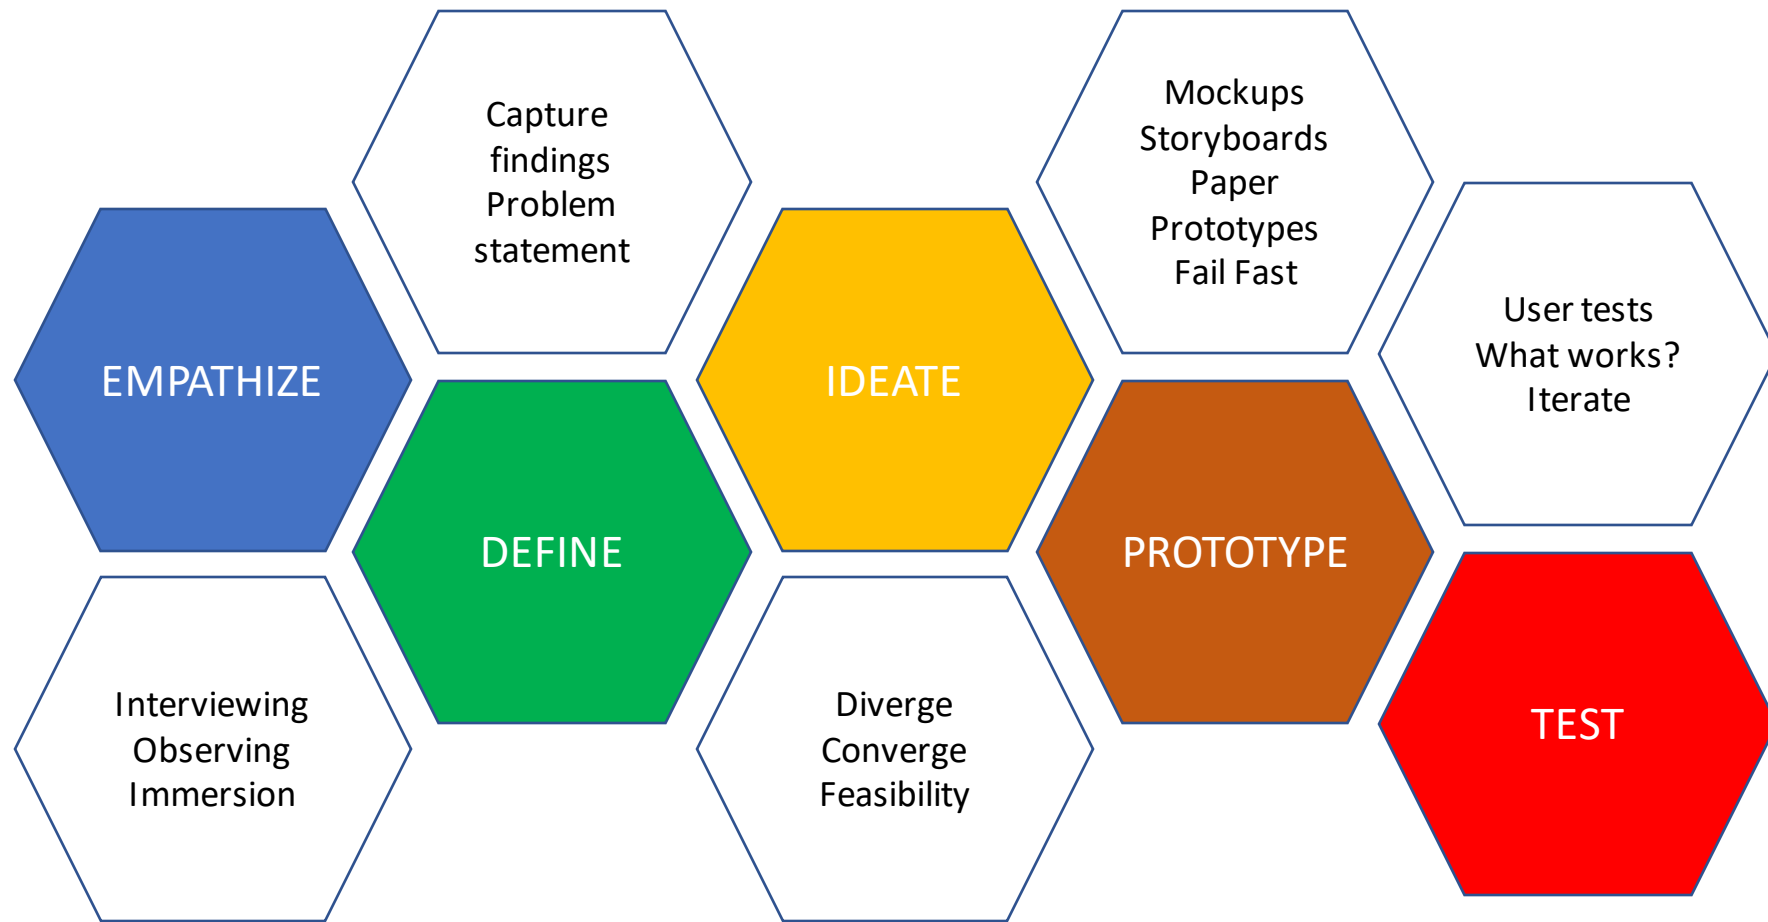 EMPATHIZE
Interviewing
Observing
Immersion
Capture
findings
Problem
statement
DEFINE
IDEATE
Diverge
Converge
Feasibility
Mockups
Storyboards
Paper
Prototypes
Fail Fast
PROTOTYPE
User tests
What works?
Iterate
TEST